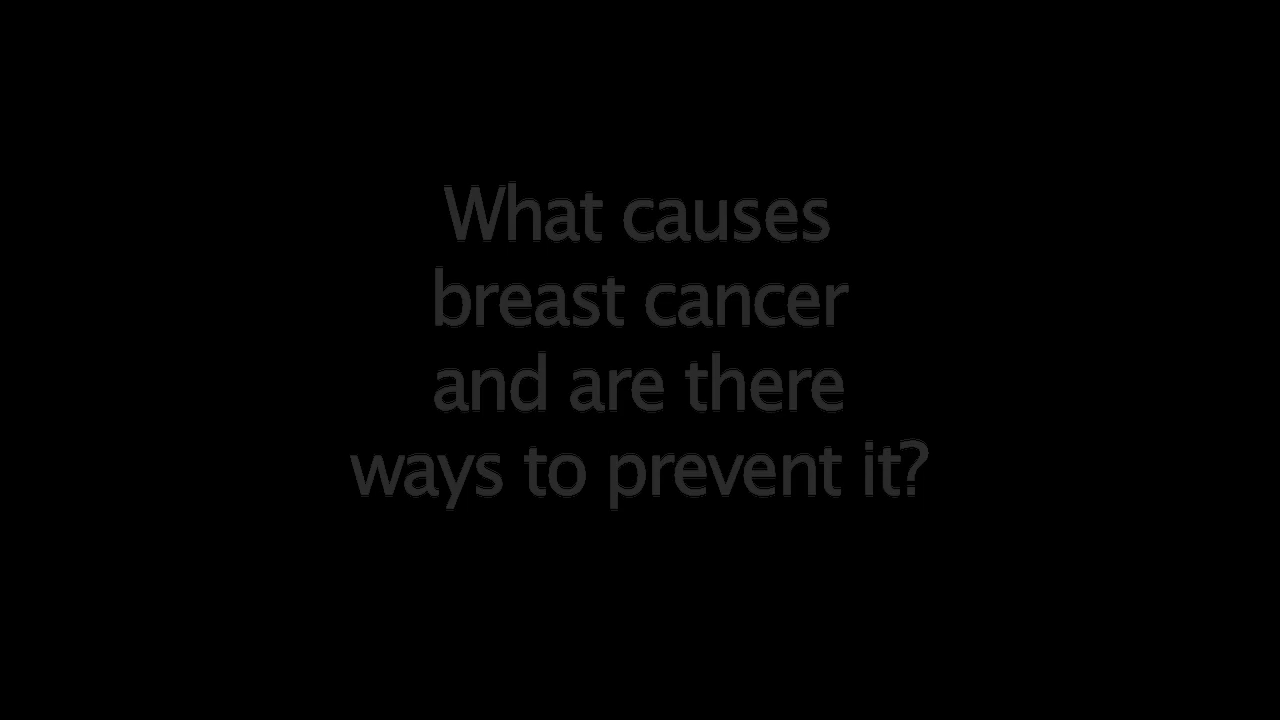 What causes
breast cancer
and are there
ways to prevent it?